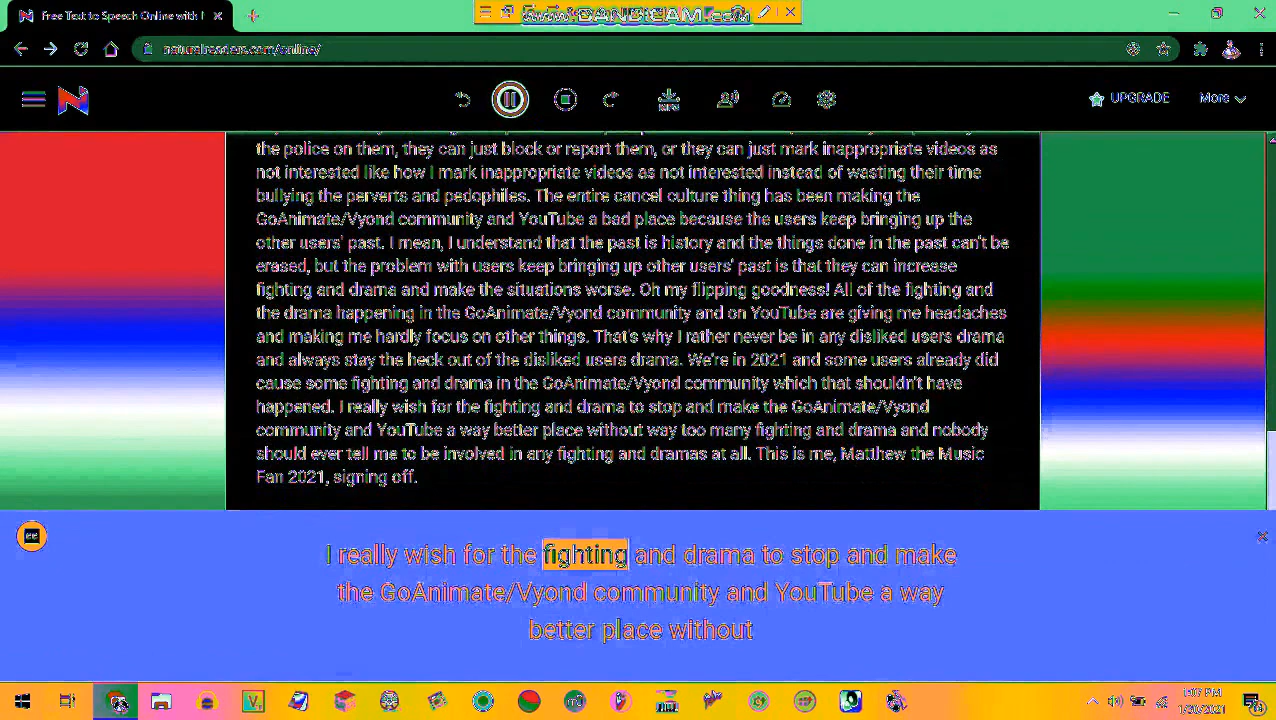 Free Text to Speech Online with
www.BANDICAM.com
naturalreaders.com/online/
UPGRADE
More
the police on them, they can just block or report them, or they can just mark inappropriate videos as
not interested like how I mark inappropriate videos as not interested instead of wasting their time
bullying the perverts and pedophiles. The entire cancel culture thing has been making the
GoAnimate/Vyond community and YouTube a bad place because the users keep bringing up the
other users' past. I mean, I understand that the past is history and the things done in the past can't be
erased, but the problem with users keep bringing up other users' past is that they can increase
fighting and drama and make the situations worse. Oh my flipping goodness! All of the fighting and
the drama happening in the GoAnimate/Vyond community and on YouTube are giving me headaches
and making me hardly focus on other things. That's why I rather never be in any disliked users drama
and always stay the heck out of the disliked users drama. We're in 2021 and some users already did
cause some fighting and drama in the GoAnimate/Vyond community which that shouldn't have
happened. I really wish for the fighting and drama to stop and make the GoAnimate/Vyond
community and YouTube a way better place without way too many fighting and drama and nobody
should ever tell me to be involved in any fighting and dramas at all. This is me, Matthew the Music
Fan 2021, signing off.
I really wish for the fighting and drama to stop and make
the GoAnimate/Vyond community and YouTube a way
better place without
1:07 PM